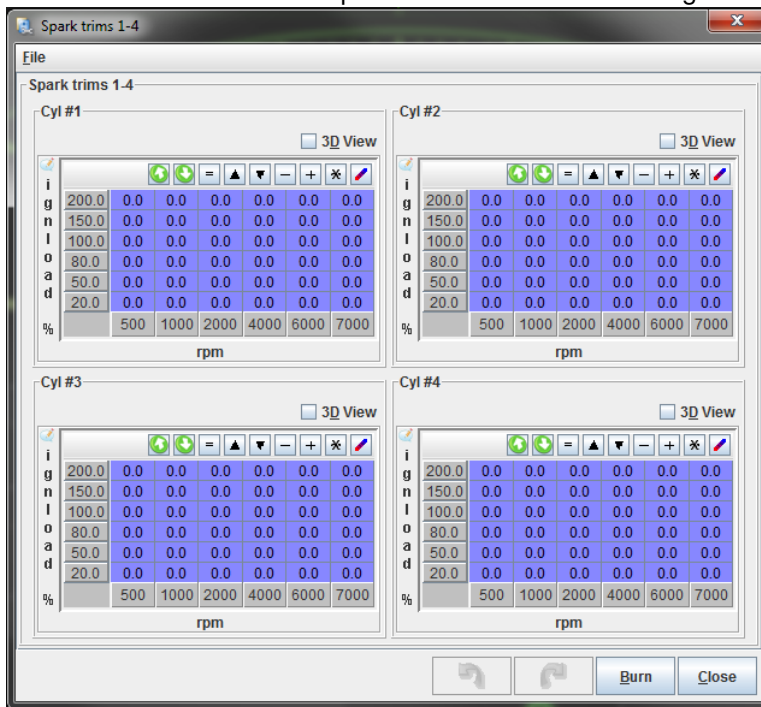 Spark trims 1-4
File
Spark trims 1-4
Cyl #1
3D View
= ▲ ▼ − + * 
ignload %
200.0 0.0 0.0 0.0 0.0 0.0 0.0
150.0 0.0 0.0 0.0 0.0 0.0 0.0
100.0 0.0 0.0 0.0 0.0 0.0 0.0
80.0 0.0 0.0 0.0 0.0 0.0 0.0
50.0 0.0 0.0 0.0 0.0 0.0 0.0
20.0 0.0 0.0 0.0 0.0 0.0 0.0
500 1000 2000 4000 6000 7000
rpm
Cyl #2
3D View
= ▲ ▼ − + *
ignload %
200.0 0.0 0.0 0.0 0.0 0.0 0.0
150.0 0.0 0.0 0.0 0.0 0.0 0.0
100.0 0.0 0.0 0.0 0.0 0.0 0.0
80.0 0.0 0.0 0.0 0.0 0.0 0.0
50.0 0.0 0.0 0.0 0.0 0.0 0.0
20.0 0.0 0.0 0.0 0.0 0.0 0.0
500 1000 2000 4000 6000 7000
rpm
Cyl #3
3D View
= ▲ ▼ − + *
ignload %
200.0 0.0 0.0 0.0 0.0 0.0 0.0
150.0 0.0 0.0 0.0 0.0 0.0 0.0
100.0 0.0 0.0 0.0 0.0 0.0 0.0
80.0 0.0 0.0 0.0 0.0 0.0 0.0
50.0 0.0 0.0 0.0 0.0 0.0 0.0
20.0 0.0 0.0 0.0 0.0 0.0 0.0
500 1000 2000 4000 6000 7000
rpm
Cyl #4
3D View
= ▲ ▼ − + *
ignload %
200.0 0.0 0.0 0.0 0.0 0.0 0.0
150.0 0.0 0.0 0.0 0.0 0.0 0.0
100.0 0.0 0.0 0.0 0.0 0.0 0.0
80.0 0.0 0.0 0.0 0.0 0.0 0.0
50.0 0.0 0.0 0.0 0.0 0.0 0.0
20.0 0.0 0.0 0.0 0.0 0.0 0.0
500 1000 2000 4000 6000 7000
rpm
Burn
Close